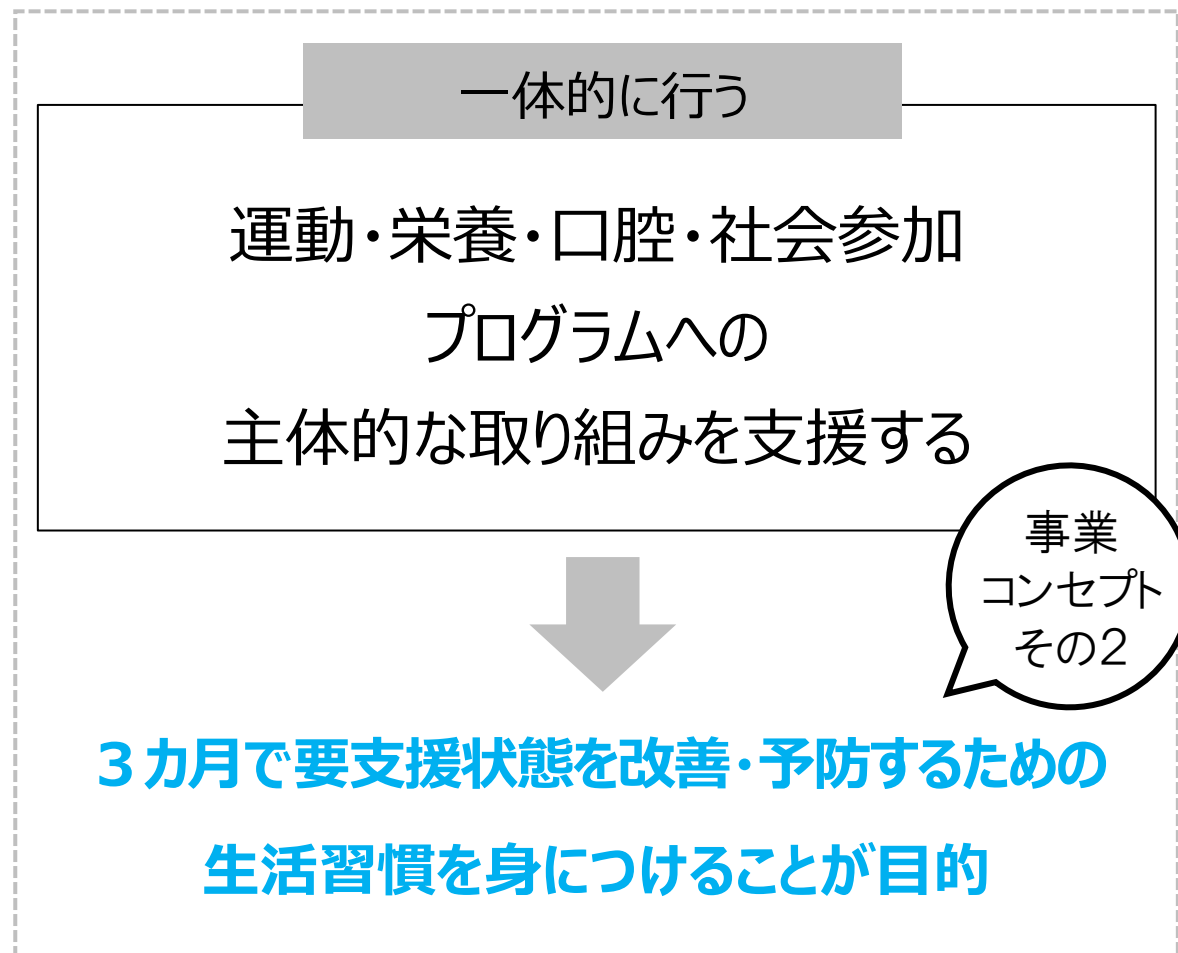 一体的に行う
運動・栄養・口腔・社会参加
プログラムへの
主体的な取り組みを支援する
事業
コンセプト
その2
3カ月で要支援状態を改善・予防するための
生活習慣を身につけることが目的